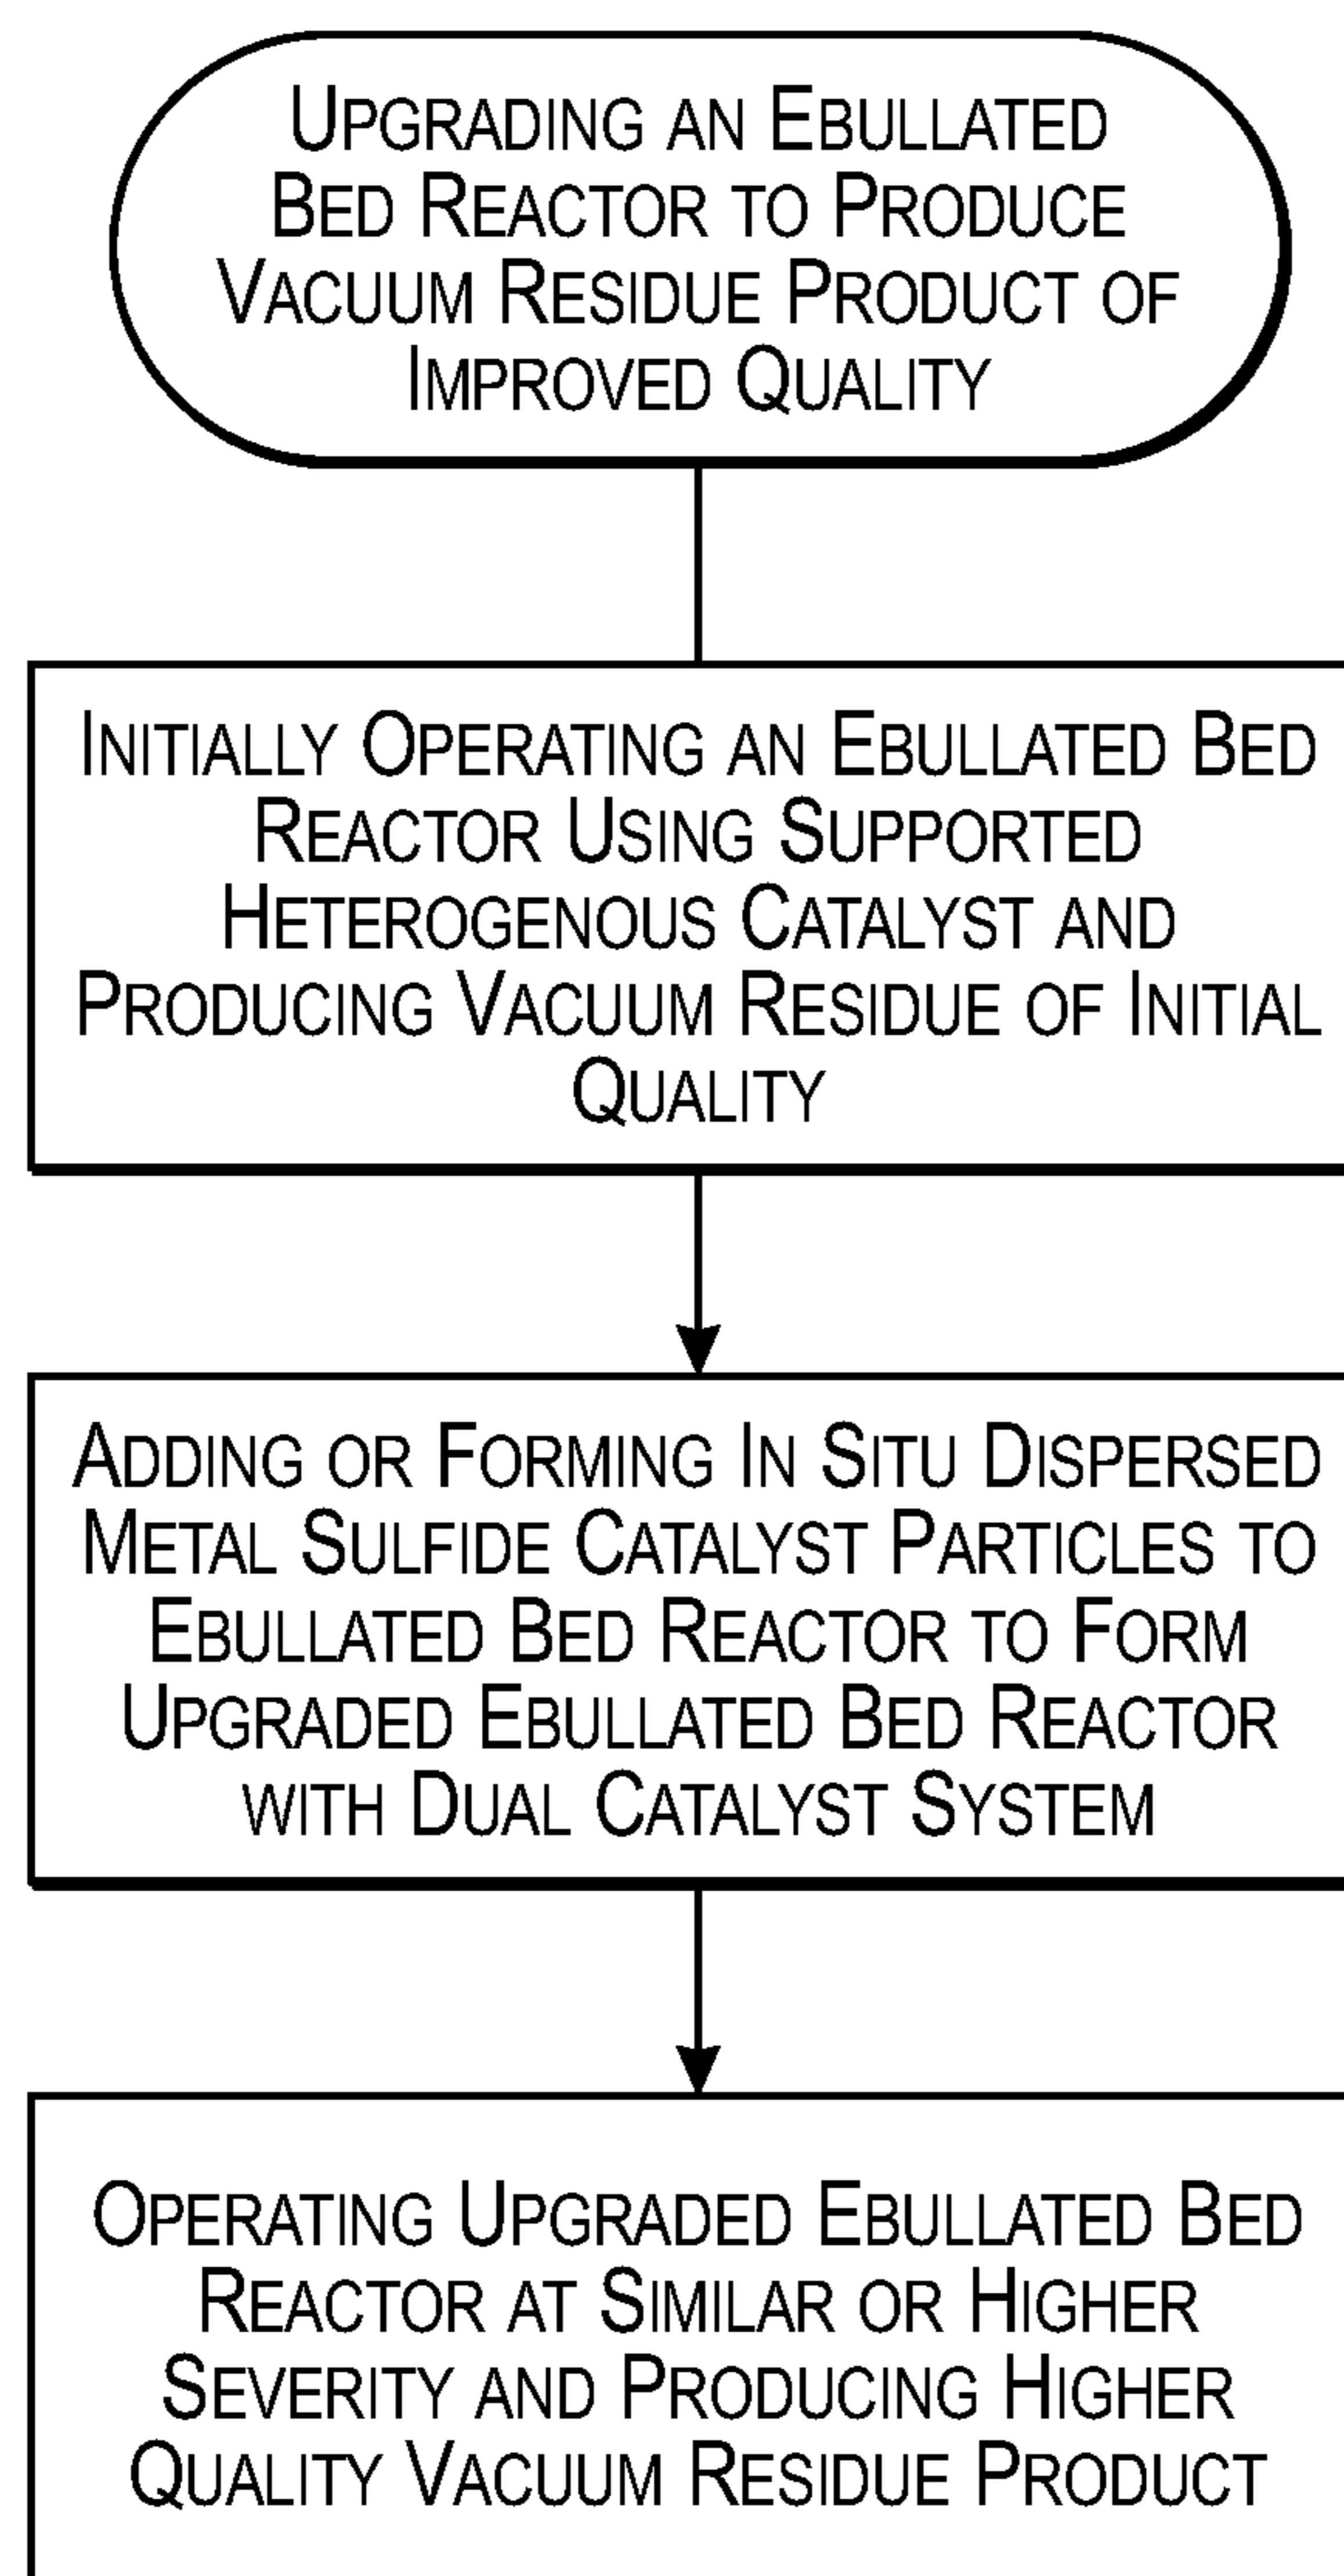 Upgrading an Ebullated
Bed Reactor to Produce
Vacuum Residue Product of
Improved Quality
Initially Operating an Ebullated Bed
Reactor Using Supported
Heterogenous Catalyst and
Producing Vacuum Residue of Initial
Quality
Adding or Forming In Situ Dispersed
Metal Sulfide Catalyst Particles to
Ebullated Bed Reactor to Form
Upgraded Ebullated Bed Reactor
with Dual Catalyst System
Operating Upgraded Ebullated Bed
Reactor at Similar or Higher
Severity and Producing Higher
Quality Vacuum Residue Product